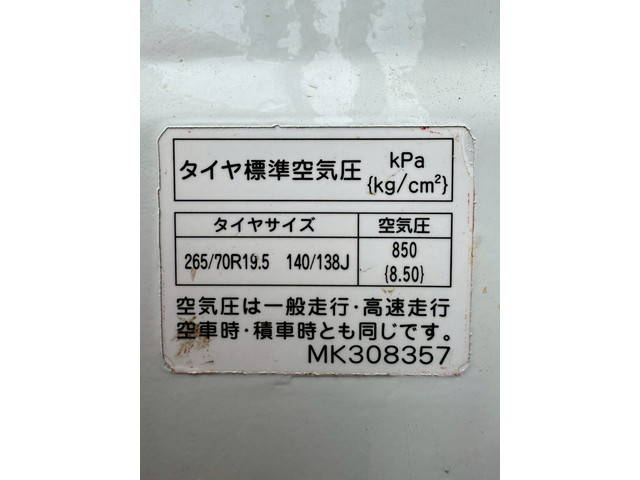 タイヤ標準空気圧 kPa
{kg/cm²}
タイヤサイズ 空気圧
265/70R19.5 140/138J 850
{8.50}
空気圧は一般走行・高速走行
空車時・積車時とも同じです。
MK308357